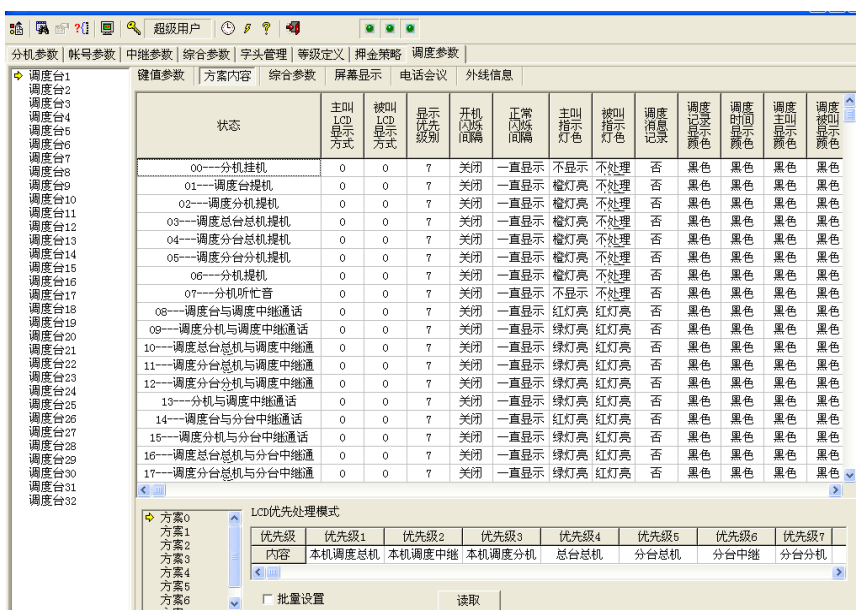 超级用户
分机参数 帐号参数 中继参数 综合参数 字头管理 等级定义 押金策略 调度参数
键值参数 方案内容 综合参数 屏幕显示 电话会议 外线信息
调度台1
调度台2
调度台3
调度台4
调度台5
调度台6
调度台7
调度台8
调度台9
调度台10
调度台11
调度台12
调度台13
调度台14
调度台15
调度台16
调度台17
调度台18
调度台19
调度台20
调度台21
调度台22
调度台23
调度台24
调度台25
调度台26
调度台27
调度台28
调度台29
调度台30
调度台31
调度台32
状态 主叫LCD显示方式 被叫LCD显示方式 显示优先级别 开机闪烁间隔 正常闪烁间隔 主叫指示灯色 被叫指示灯色 调度消息记录 调度记录显示颜色 调度时间显示颜色 调度主叫显示颜色 调度被叫显示颜色
00---分机挂机 0 0 7 关闭 一直显示 不显示 不处理 否 黑色 黑色 黑色 黑色
01---调度台提机 0 0 7 关闭 一直显示 橙灯亮 不处理 否 黑色 黑色 黑色 黑色
02---调度分机提机 0 0 7 关闭 一直显示 橙灯亮 不处理 否 黑色 黑色 黑色 黑色
03---调度总台总机提机 0 0 7 关闭 一直显示 橙灯亮 不处理 否 黑色 黑色 黑色 黑色
04---调度分台总机提机 0 0 7 关闭 一直显示 橙灯亮 不处理 否 黑色 黑色 黑色 黑色
05---调度分台分机提机 0 0 7 关闭 一直显示 橙灯亮 不处理 否 黑色 黑色 黑色 黑色
06---分机提机 0 0 7 关闭 一直显示 橙灯亮 不处理 否 黑色 黑色 黑色 黑色
07---分机听忙音 0 0 7 关闭 一直显示 不显示 不处理 否 黑色 黑色 黑色 黑色
08---调度台与调度中继通话 0 0 7 关闭 一直显示 红灯亮 红灯亮 否 黑色 黑色 黑色 黑色
09---调度分机与调度中继通话 0 0 7 关闭 一直显示 绿灯亮 红灯亮 否 黑色 黑色 黑色 黑色
10---调度总台总机与调度中继通 0 0 7 关闭 一直显示 绿灯亮 红灯亮 否 黑色 黑色 黑色 黑色
11---调度分台总机与调度中继通 0 0 7 关闭 一直显示 绿灯亮 红灯亮 否 黑色 黑色 黑色 黑色
12---调度分台分机与调度中继通 0 0 7 关闭 一直显示 绿灯亮 红灯亮 否 黑色 黑色 黑色 黑色
13---分机与调度中继通话 0 0 7 关闭 一直显示 绿灯亮 红灯亮 否 黑色 黑色 黑色 黑色
14---调度台与分台中继通话 0 0 7 关闭 一直显示 红灯亮 红灯亮 否 黑色 黑色 黑色 黑色
15---调度分机与分台中继通话 0 0 7 关闭 一直显示 绿灯亮 红灯亮 否 黑色 黑色 黑色 黑色
16---调度总台总机与分台中继通 0 0 7 关闭 一直显示 绿灯亮 红灯亮 否 黑色 黑色 黑色 黑色
17---调度分台总机与分台中继通 0 0 7 关闭 一直显示 绿灯亮 红灯亮 否 黑色 黑色 黑色 黑色
方案0
方案1
方案2
方案3
方案4
方案5
方案6
LCD优先处理模式
优先级 优先级1 优先级2 优先级3 优先级4 优先级5 优先级6 优先级7
内容 本机调度总机 本机调度中继 本机调度分机 总台总机 分台总机 分台中继 分台分机
批量设置 读取